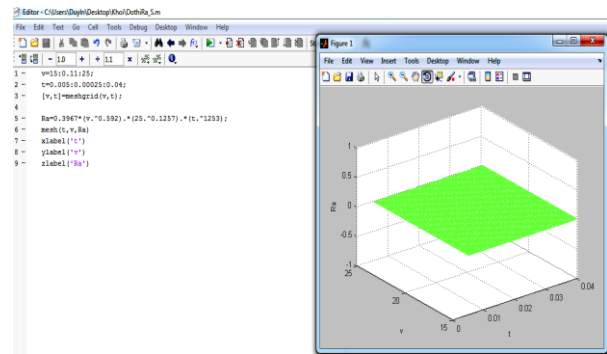 Editor - C:\Users\DuyIn\Desktop\Khoi\DothiRa_S.m
File Edit Text Go Cell Tools Debug Desktop Window Help
- 1.0 + ÷ 1.1 ×
1 - v=15:0.11:25;
2 - t=0.005:0.00025:0.04;
3 - [v,t]=meshgrid(v,t);
4
5 - Ra=0.3967*(v.^0.592).*(25.^0.1257).*(t.^1253);
6 - mesh(t,v,Ra)
7 - xlabel('t')
8 - ylabel('v')
9 - zlabel('Ra')
Figure 1
File Edit View Insert Tools Desktop Window Help
1
0.5
0
-0.5
-1
Ra
25
20
15
v
0
0.01
0.02
0.03
0.04
t